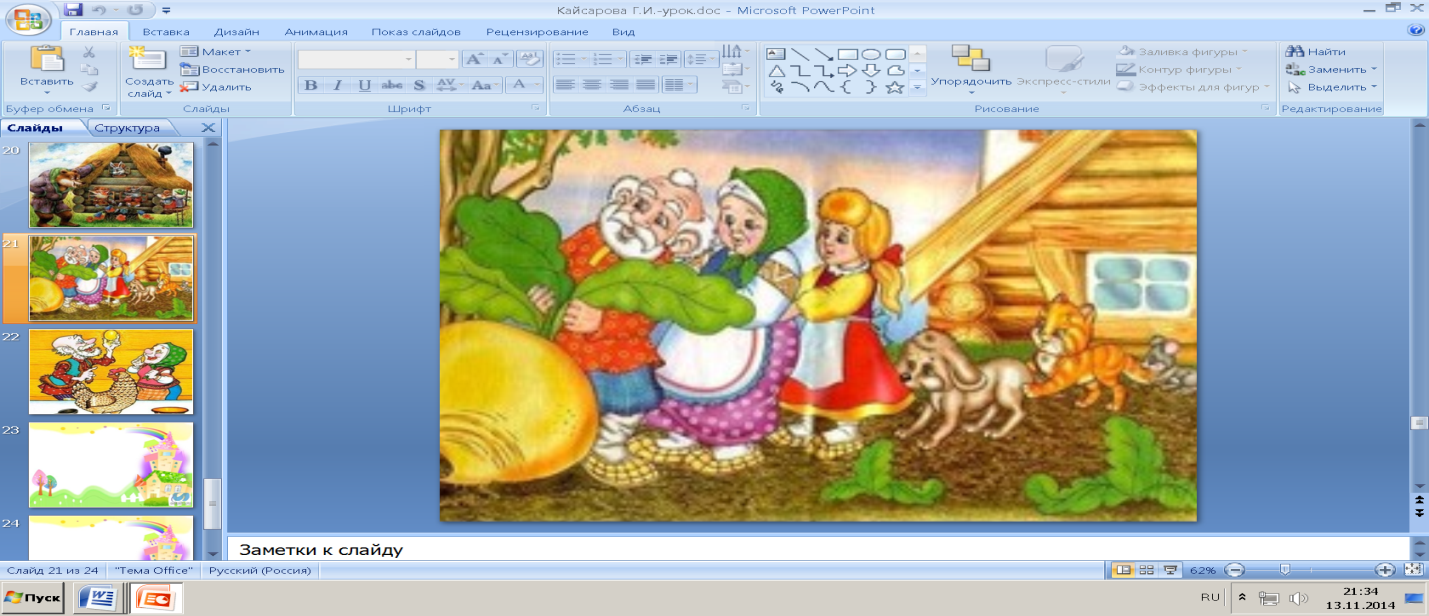 Кайсарова Г.И.-урок.doc - Microsoft PowerPoint
Главная Вставка Дизайн Анимация Показ слайдов Рецензирование Вид
Вставить
Буфер обмена
Создать слайд
Макет
Восстановить
Удалить
Слайды
Шрифт
Абзац
Упорядочить
Экспресс-стили
Заливка фигуры
Контур фигуры
Эффекты для фигур
Рисование
Найти
Заменить
Выделить
Редактирование
Слайды Структура
20
21
22
23
24
Заметки к слайду
Слайд 21 из 24 "Тема Office" Русский (Россия) 62%
Пуск RU 21:34
13.11.2014